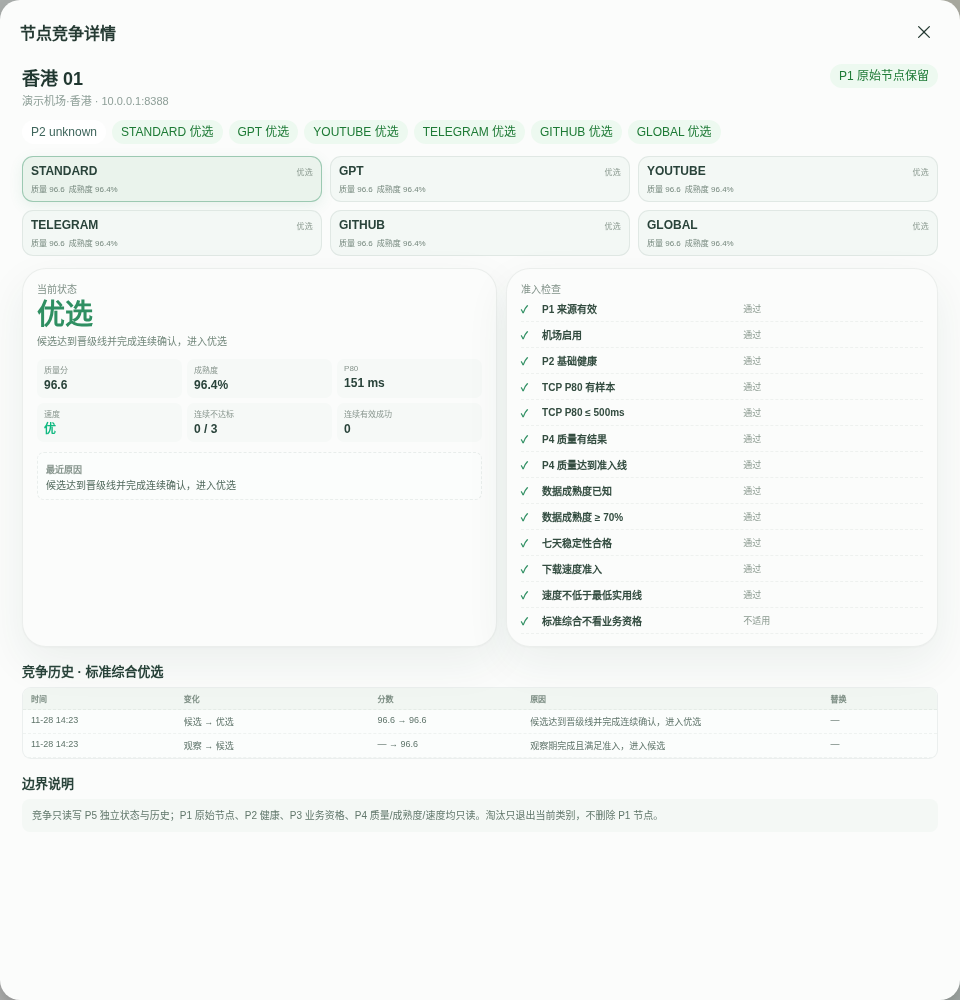 节点竞争详情
香港 01
P1 原始节点保留
演示机场·香港 · 10.0.0.1:8388
P2 unknown STANDARD 优选 GPT 优选 YOUTUBE 优选 TELEGRAM 优选 GITHUB 优选 GLOBAL 优选
STANDARD 优选 GPT 优选 YOUTUBE 优选
质量 96.6 成熟度 96.4% 质量 96.6 成熟度 96.4% 质量 96.6 成熟度 96.4%
TELEGRAM 优选 GITHUB 优选 GLOBAL 优选
质量 96.6 成熟度 96.4% 质量 96.6 成熟度 96.4% 质量 96.6 成熟度 96.4%
当前状态
优选
候选达到晋级线并完成连续确认，进入优选
质量分 成熟度 P80
96.6 96.4% 151 ms
速度 连续不达标 连续有效成功
优 0 / 3 0
最近原因
候选达到晋级线并完成连续确认，进入优选
准入检查
✓ P1 来源有效 通过
✓ 机场启用 通过
✓ P2 基础健康 通过
✓ TCP P80 有样本 通过
✓ TCP P80 ≤ 500ms 通过
✓ P4 质量有结果 通过
✓ P4 质量达到准入线 通过
✓ 数据成熟度已知 通过
✓ 数据成熟度 ≥ 70% 通过
✓ 七天稳定性合格 通过
✓ 下载速度准入 通过
✓ 速度不低于最低实用线 通过
✓ 标准综合不看业务资格 不适用
竞争历史 · 标准综合优选
时间 变化 分数 原因 替换
11-28 14:23 候选 → 优选 96.6 → 96.6 候选达到晋级线并完成连续确认，进入优选 —
11-28 14:23 观察 → 候选 — → 96.6 观察期完成且满足准入，进入候选 —
边界说明
竞争只读写 P5 独立状态与历史；P1 原始节点、P2 健康、P3 业务资格、P4 质量/成熟度/速度均只读。淘汰只退出当前类别，不删除 P1 节点。